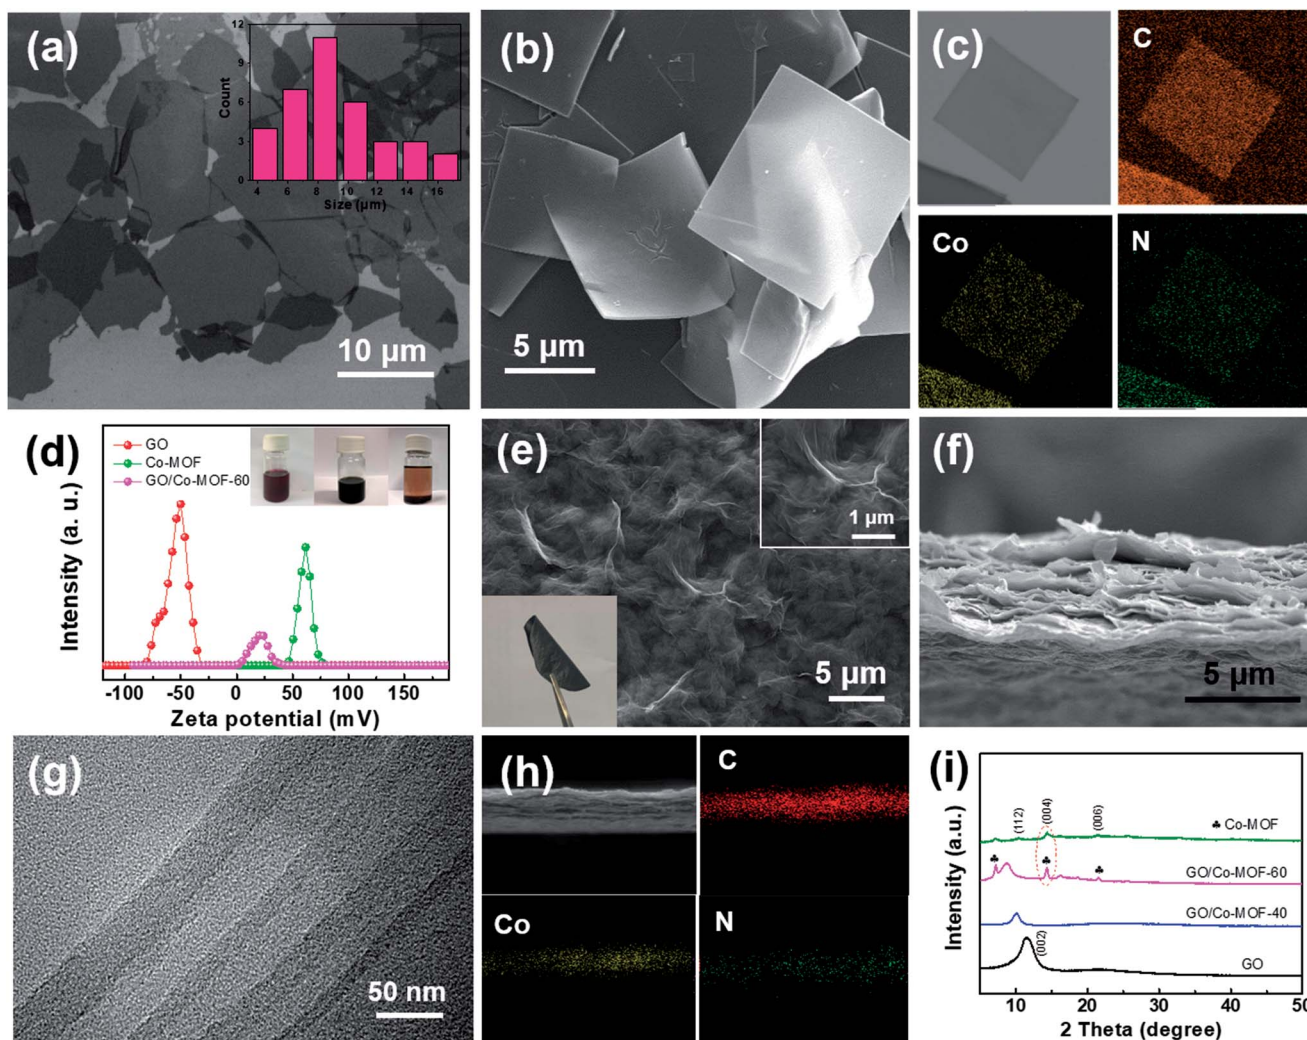 (a)
12
9
6
3
0
Count
4 6 8 10 12 14 16
Size (µm)
10 µm
(b)
5 µm
(c)
C
Co
N
(d)
GO
Co-MOF
GO/Co-MOF-60
Intensity (a. u.)
-100 -50 0 50 100 150
Zeta potential (mV)
(e)
1 µm
5 µm
(f)
5 µm
(g)
50 nm
(h)
C
Co
N
(i)
Intensity (a.u.)
(112)
(004)
(006)
♣ Co-MOF
♣
♣
♣
GO/Co-MOF-60
GO/Co-MOF-40
(002)
GO
10 20 30 40 50
2 Theta (degree)